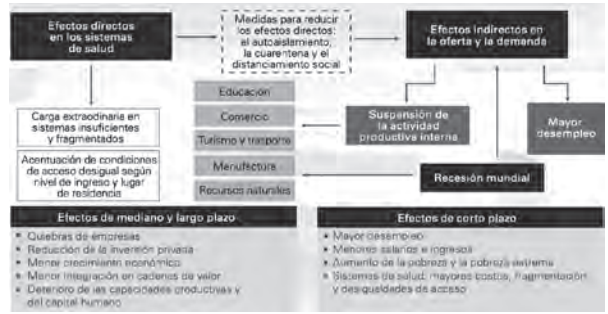 Efectos directos
en los sistemas
de salud
Medidas para reducir
los efectos directos:
el autoaislamiento,
la cuarentena y el
distanciamiento social
Efectos indirectos en
la oferta y la demanda
Educación
Comercio
Turismo y trasporte
Manufactura
Recursos naturales
Suspensión de
la actividad
productiva interna
Mayor
desempleo
Carga extraordinaria en
sistemas insuficientes
y fragmentados
Acentuación de condiciones
de acceso desigual según
nivel de ingreso y lugar
de residencia
Recesión mundial
Efectos de mediano y largo plazo
Quiebras de empresas
Reducción de la inversión privada
Menor crecimiento económico
Menor integración en cadenas de valor
Deterioro de las capacidades productivas y
del capital humano
Efectos de corto plazo
Mayor desempleo
Menores salarios e ingresos
Aumento de la pobreza y la pobreza extrema
Sistemas de salud: mayores costos, fragmentación
y desigualdades de acceso